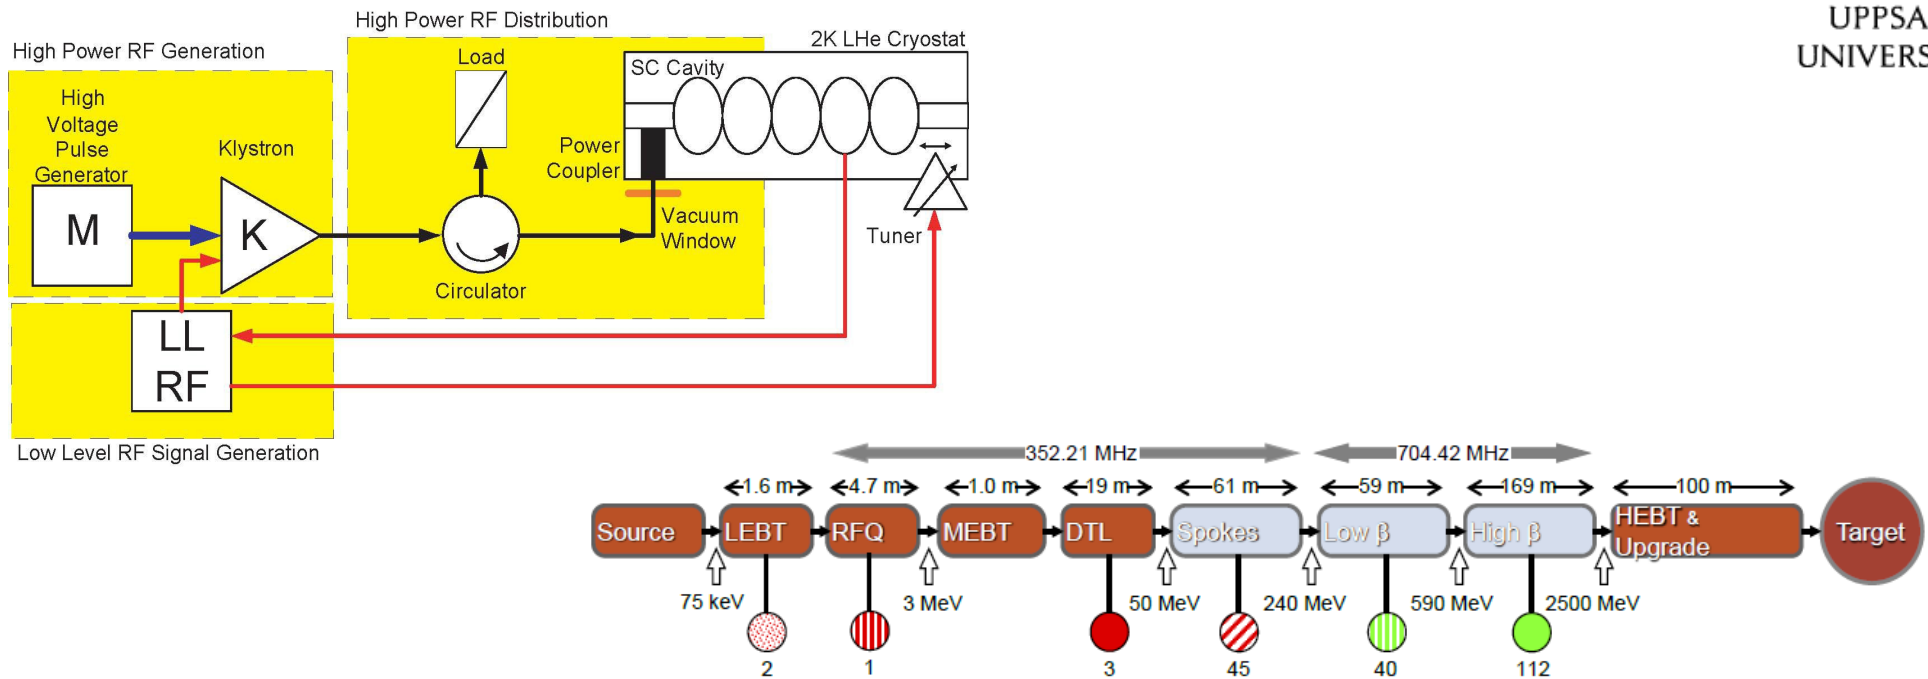 High Power RF Distribution
UPPSA
UNIVERS
High Power RF Generation
2K LHe Cryostat
Load
SC Cavity
High
Voltage
Pulse
Generator
Klystron
Power
Coupler
M
K
Vacuum
Window
Tuner
Circulator
LL
RF
Low Level RF Signal Generation
352.21 MHz
704.42 MHz
1.6 m
4.7 m
1.0 m
19 m
61 m
59 m
169 m
100 m
Source
LEBT
RFQ
MEBT
DTL
Spokes
Low β
High β
HEBT &
Upgrade
Target
75 keV
3 MeV
50 MeV
240 MeV
590 MeV
2500 MeV
2
1
3
45
40
112